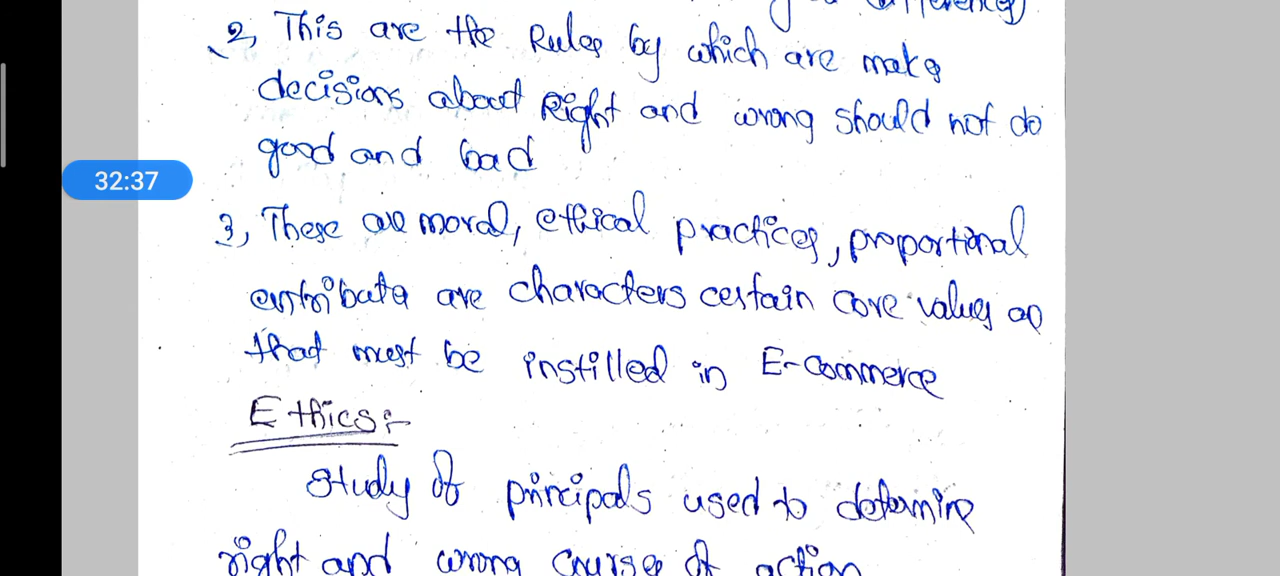 2, This are the Rules by which are make
decisions about Right and wrong should not do
good and bad
32:37
3, These are moral, ethical practices, proportional
are characters certain core values as
that must be instilled in E-commerce
Ethics:-
Study of principals used to determine
right and wrong course of action